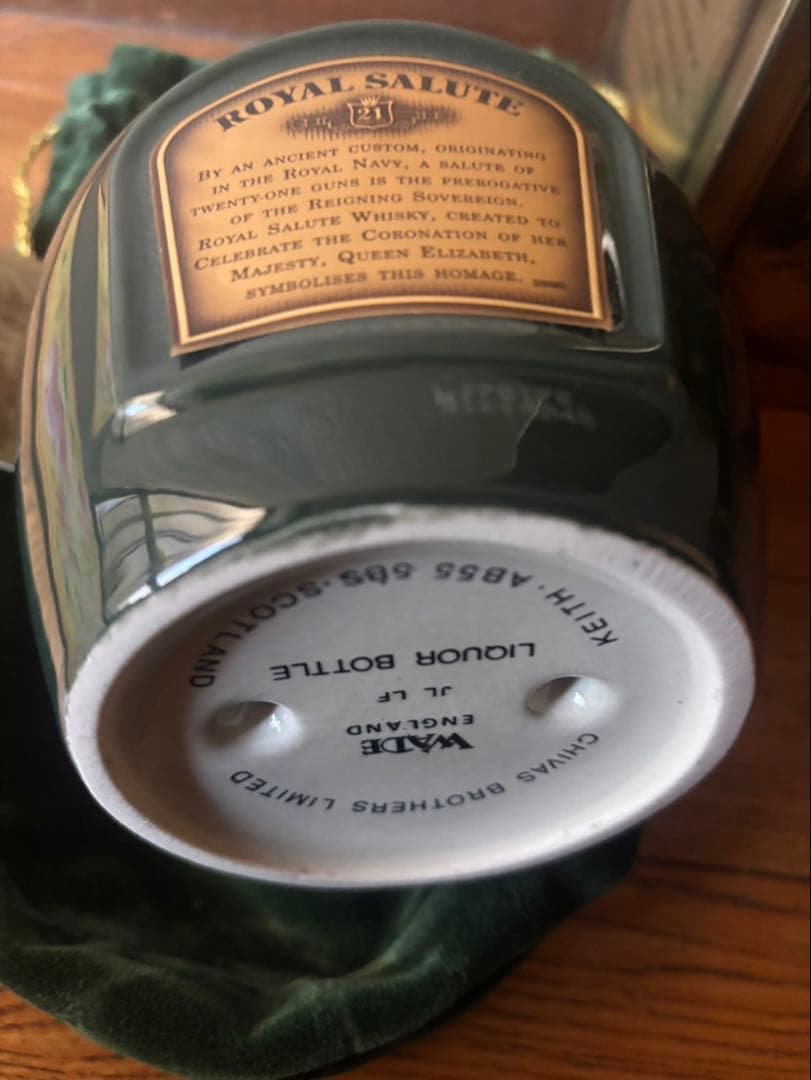 ROYAL SALUTE
21
BY AN ANCIENT CUSTOM, ORIGINATING
IN THE ROYAL NAVY, A SALUTE OF
TWENTY-ONE GUNS IS THE PREROGATIVE
OF THE REIGNING SOVEREIGN.
ROYAL SALUTE WHISKY, CREATED TO
CELEBRATE THE CORONATION OF HER
MAJESTY, QUEEN ELIZABETH,
SYMBOLISES THIS HOMAGE.
CHIVAS BROTHERS LIMITED
WADE
ENGLAND
JL LF
LIQUOR BOTTLE
KEITH · AB55 5BS · SCOTLAND